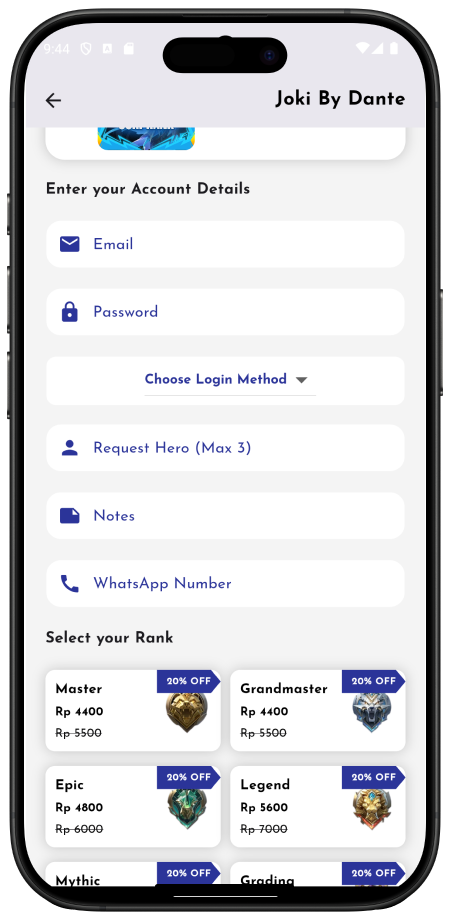 9:44
Joki By Dante
Enter your Account Details
Email
Password
Choose Login Method
Request Hero (Max 3)
Notes
WhatsApp Number
Select your Rank
20% OFF
Master
Rp 4400
Rp 5500
20% OFF
Grandmaster
Rp 4400
Rp 5500
20% OFF
Epic
Rp 4800
Rp 6000
20% OFF
Legend
Rp 5600
Rp 7000
20% OFF
Mythic
20% OFF
Grading